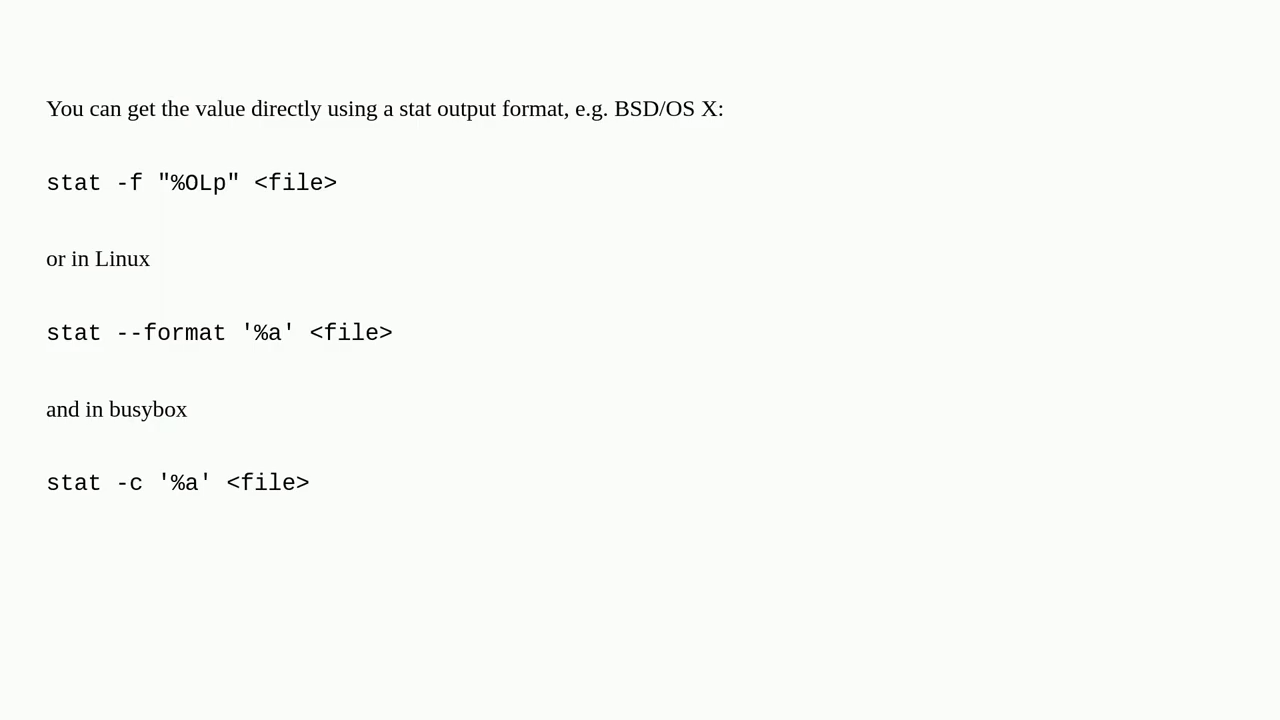 You can get the value directly using a stat output format, e.g. BSD/OS X:
stat -f "%OLp" <file>
or in Linux
stat --format '%a' <file>
and in busybox
stat -c '%a' <file>